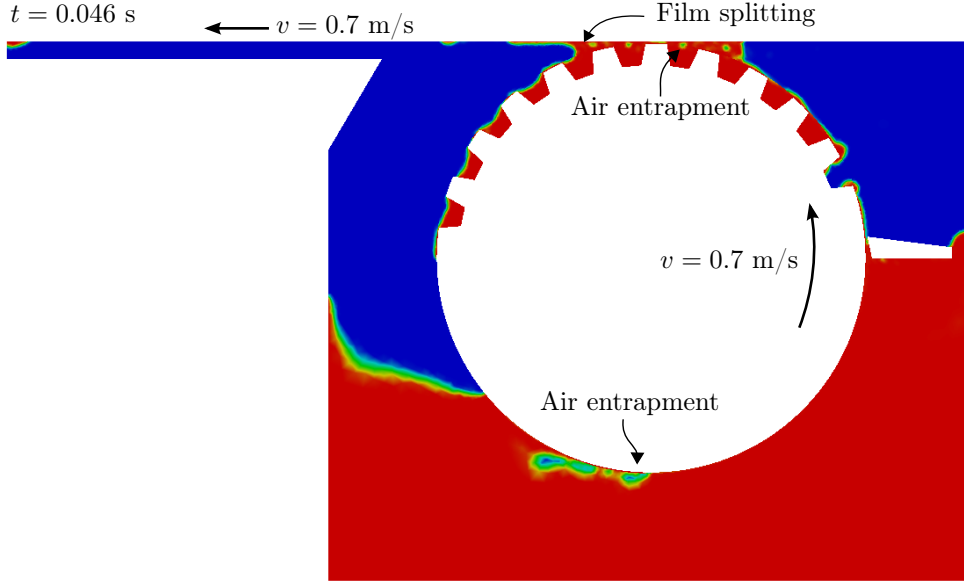 t = 0.046 s
v = 0.7 m/s
Film splitting
Air entrapment
v = 0.7 m/s
Air entrapment